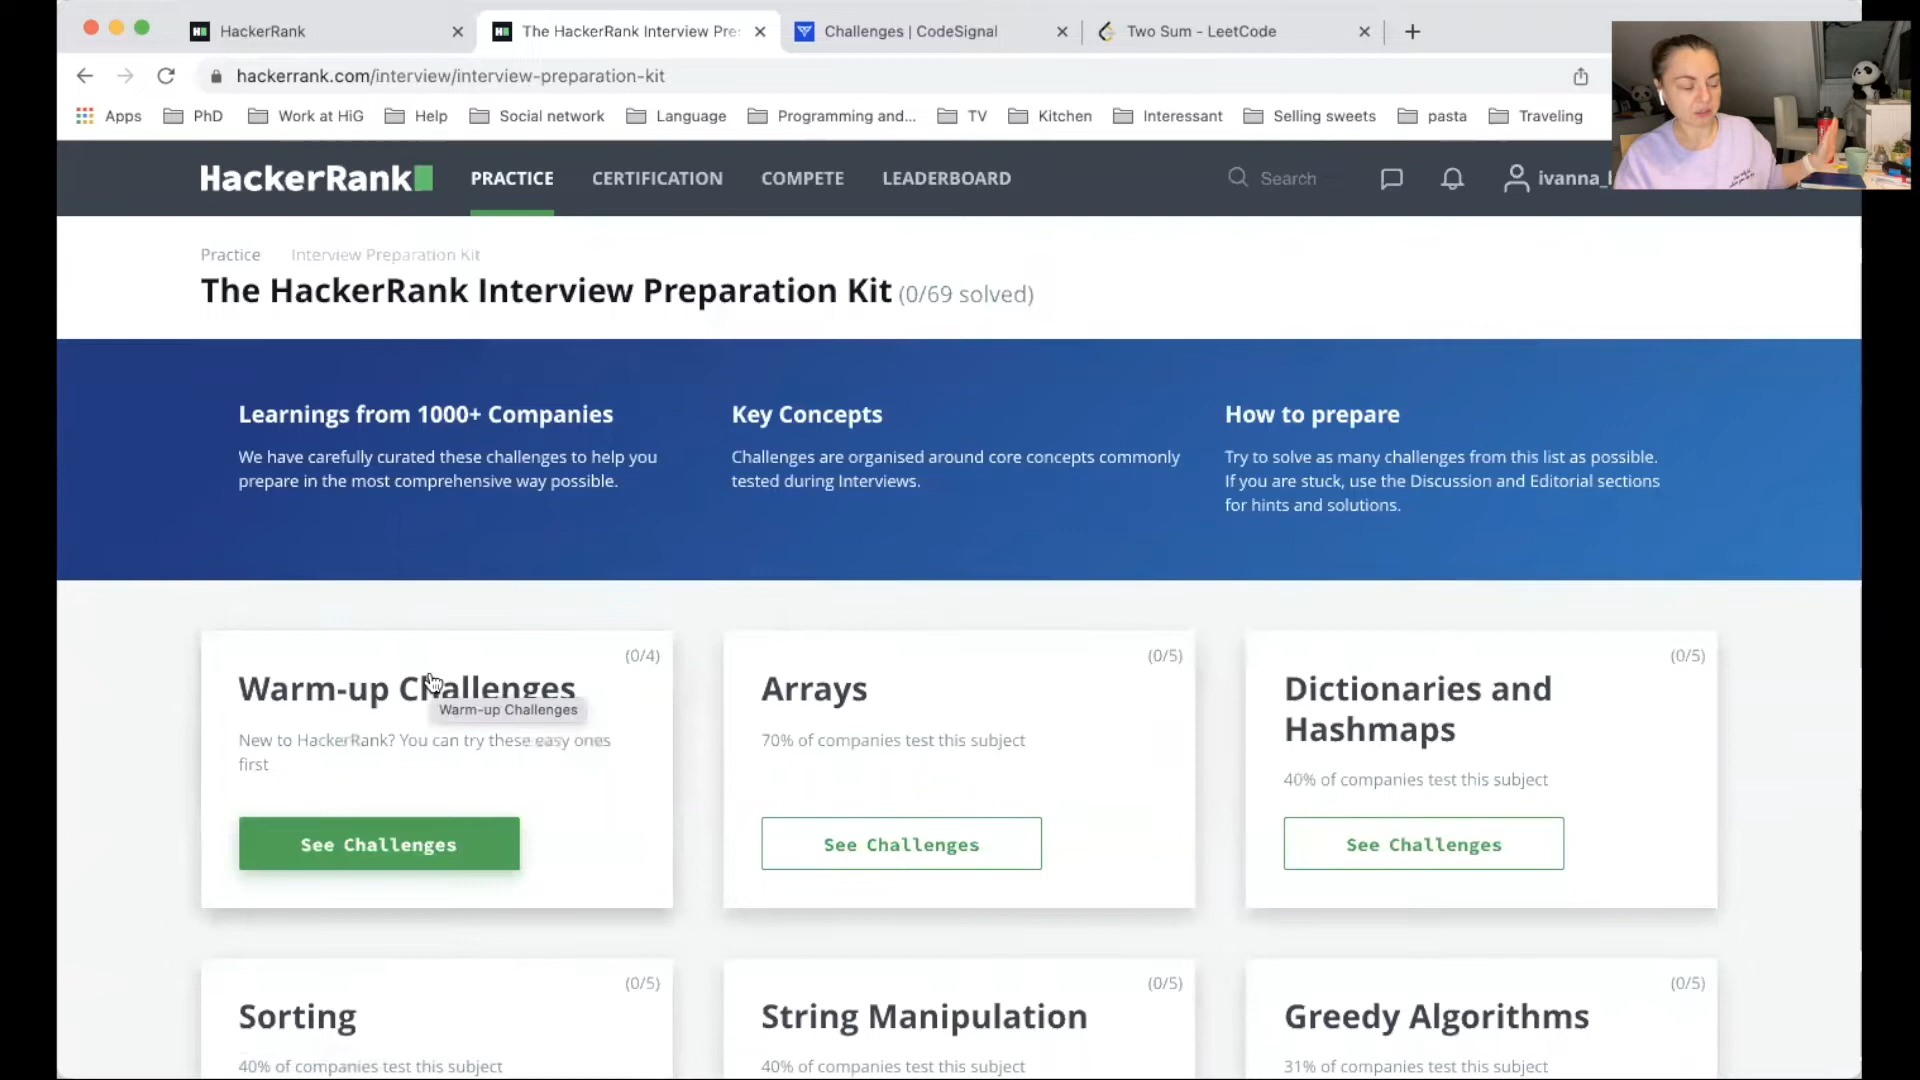 HackerRank
The HackerRank Interview Pre
Challenges | CodeSignal
Two Sum - LeetCode
hackerrank.com/interview/interview-preparation-kit
Apps
PhD
Work at HiG
Help
Social network
Language
Programming and...
TV
Kitchen
Interessant
Selling sweets
pasta
Traveling
HackerRank
PRACTICE
CERTIFICATION
COMPETE
LEADERBOARD
Search
ivanna_
Practice
Interview Preparation Kit
The HackerRank Interview Preparation Kit (0/69 solved)
Learnings from 1000+ Companies
We have carefully curated these challenges to help you
prepare in the most comprehensive way possible.
Key Concepts
Challenges are organised around core concepts commonly
tested during Interviews.
How to prepare
Try to solve as many challenges from this list as possible.
If you are stuck, use the Discussion and Editorial sections
for hints and solutions.
(0/4)
Warm-up Challenges
Warm-up Challenges
New to HackerRank? You can try these easy ones
first
See Challenges
(0/5)
Arrays
70% of companies test this subject
See Challenges
(0/5)
Dictionaries and
Hashmaps
40% of companies test this subject
See Challenges
(0/5)
Sorting
40% of companies test this subject
(0/5)
String Manipulation
40% of companies test this subject
(0/5)
Greedy Algorithms
31% of companies test this subject